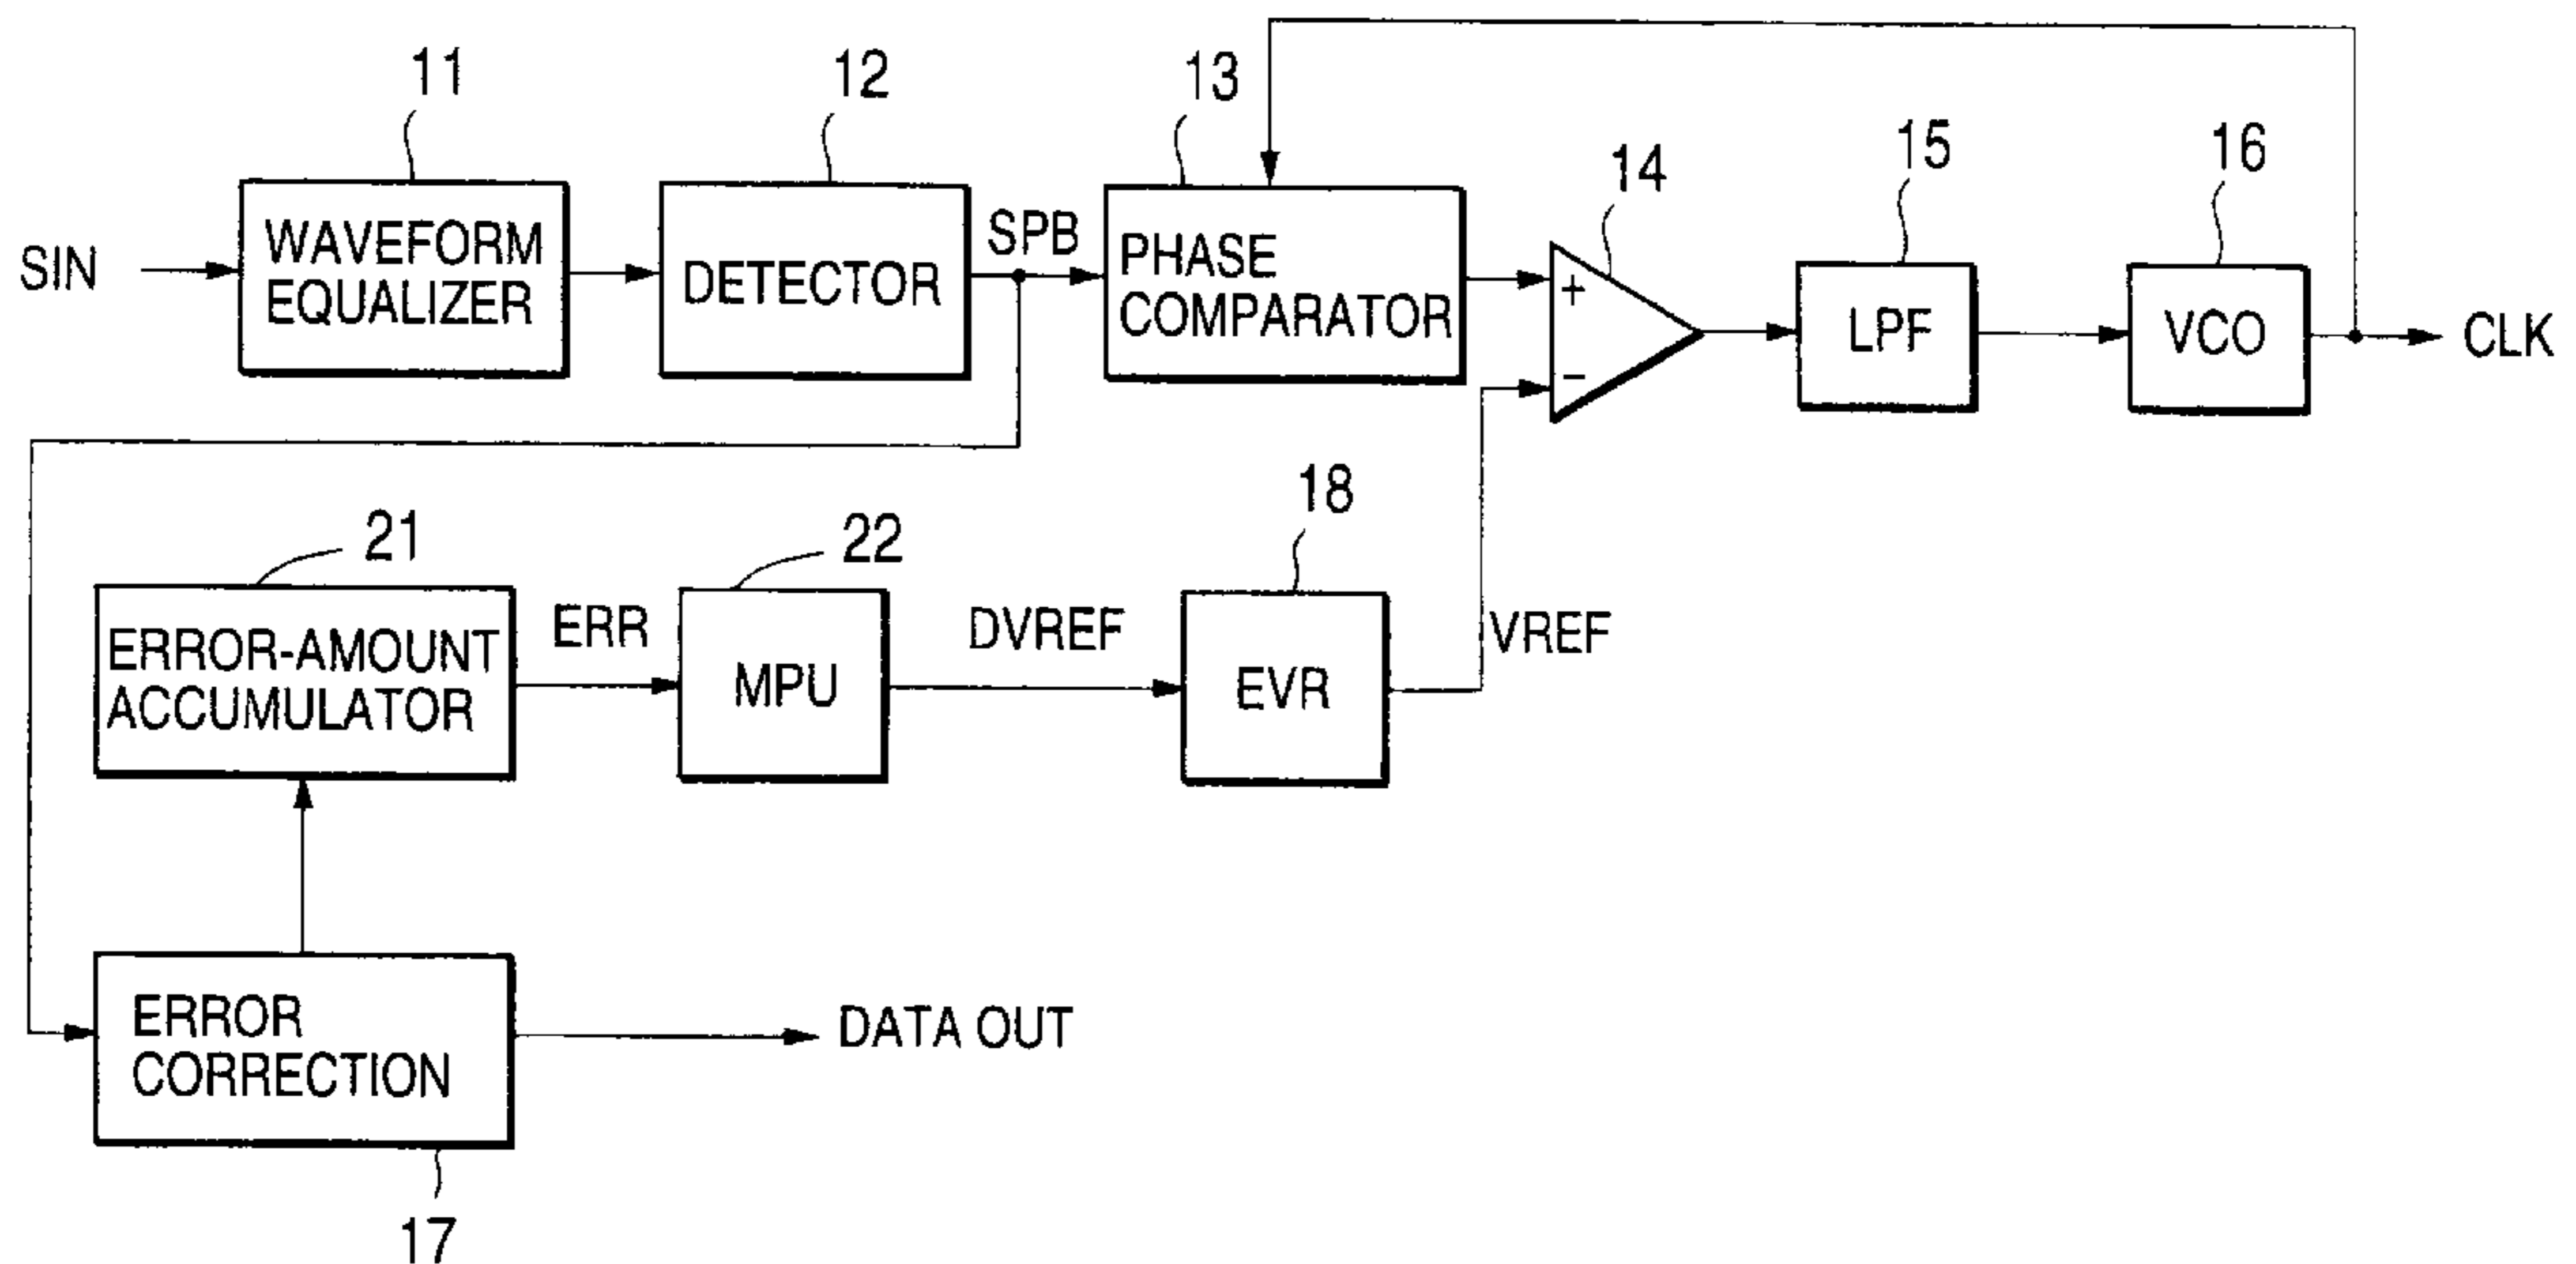 11
12
13
14
15
16
SIN
WAVEFORM
EQUALIZER
DETECTOR
SPB
PHASE
COMPARATOR
+
−
LPF
VCO
CLK
21
22
18
ERROR-AMOUNT
ACCUMULATOR
ERR
MPU
DVREF
EVR
VREF
ERROR
CORRECTION
DATA OUT
17